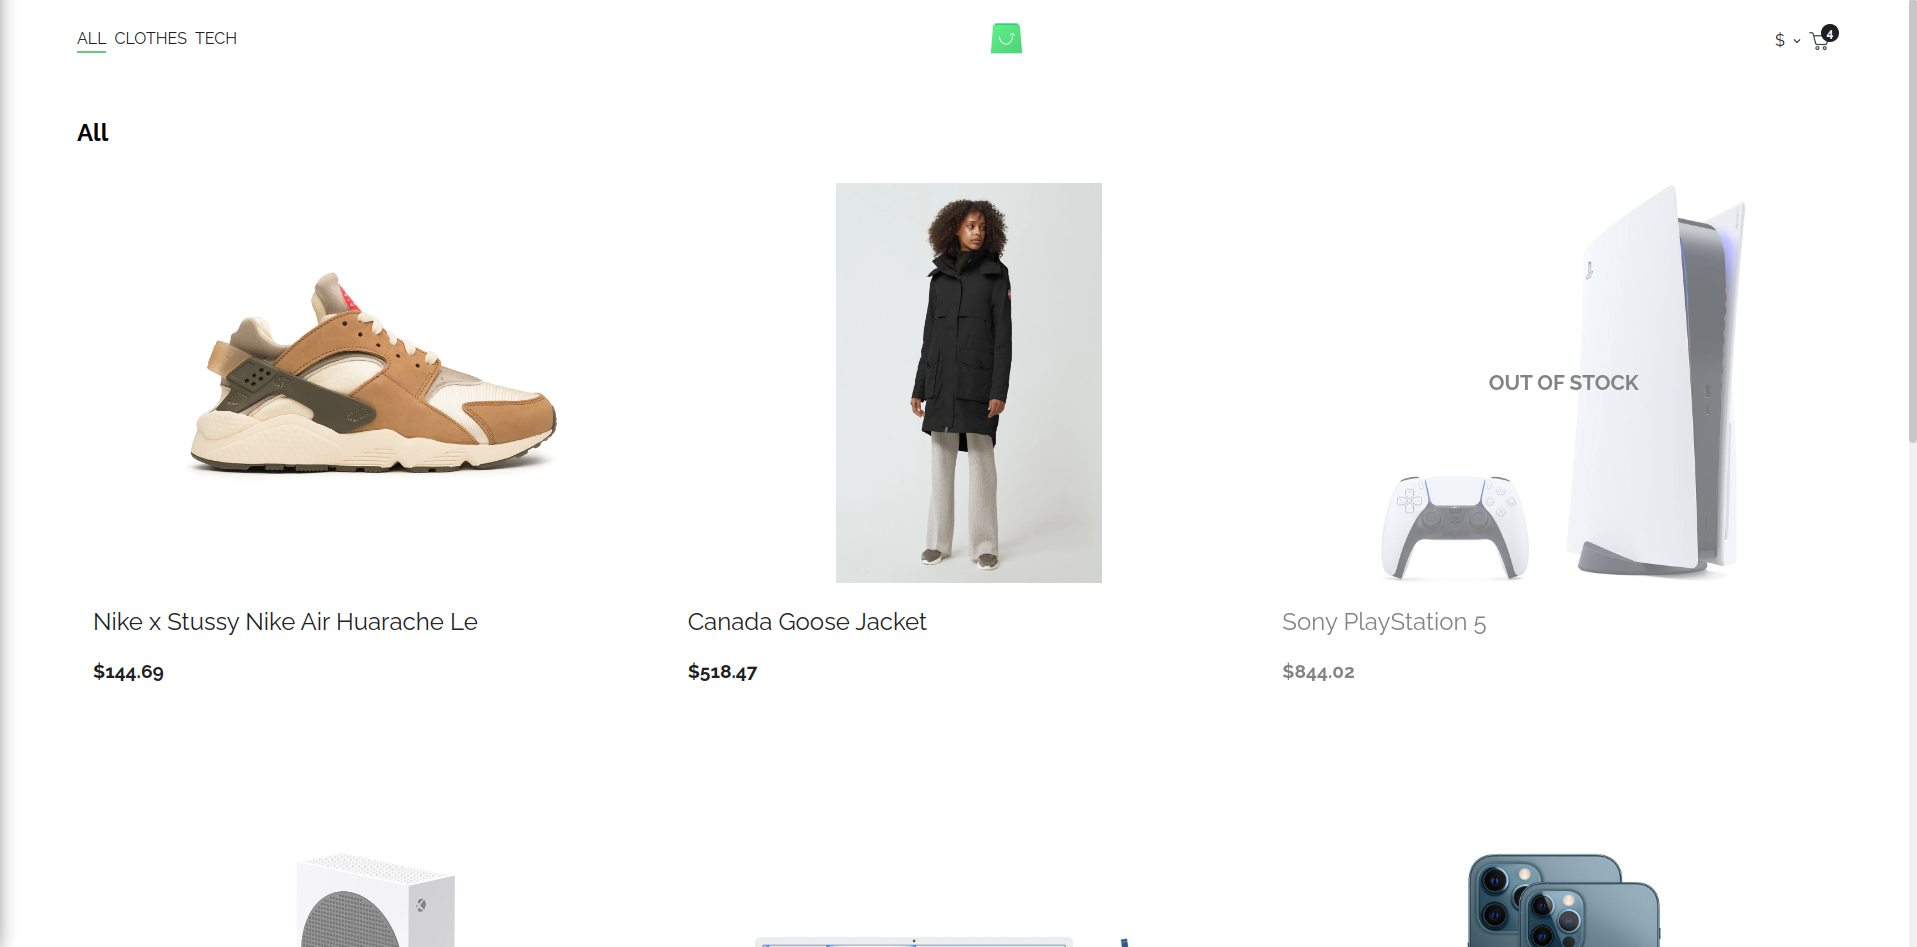 ALL CLOTHES TECH
$ 4
All
OUT OF STOCK
Nike x Stussy Nike Air Huarache Le
Canada Goose Jacket
Sony PlayStation 5
$144.69
$518.47
$844.02